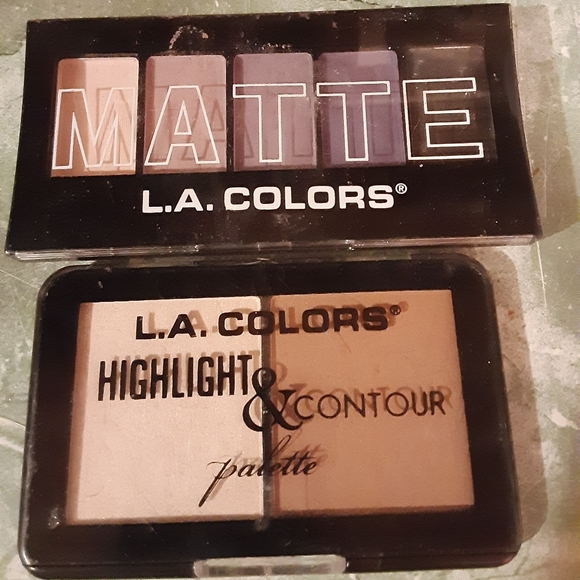 MATTE
L.A. COLORS®
L.A. COLORS®
HIGHLIGHT
& CONTOUR
palette